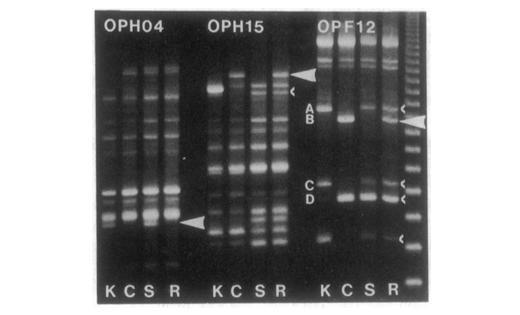 OPH04 OPH15 OPF12
A
B
C
D
K C S R K C S R K C S R